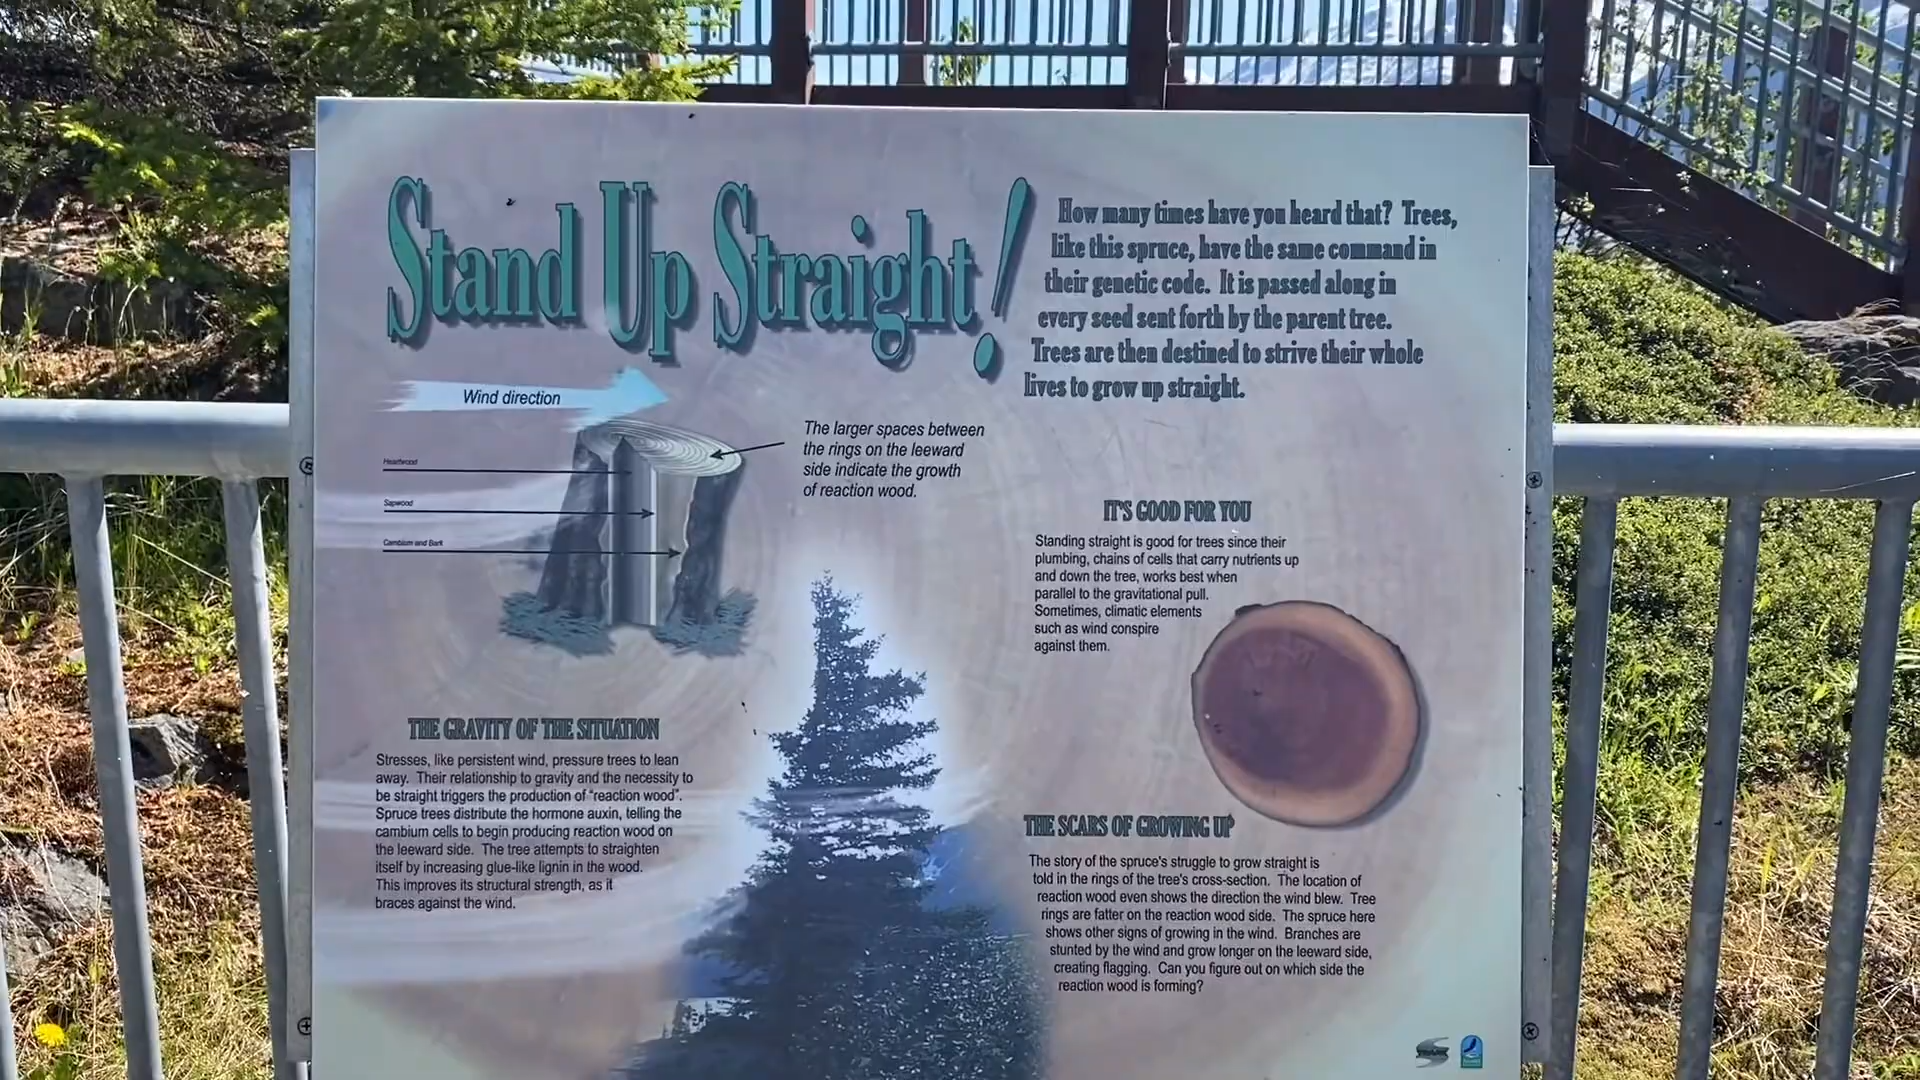 Stand Up Straight!
How many times have you heard that? Trees,
like this spruce, have the same command in
their genetic code. It is passed along in
every seed sent forth by the parent tree.
Trees are then destined to strive their whole
lives to grow up straight.
Wind direction
The larger spaces between
the rings on the leeward
side indicate the growth
of reaction wood.
Heartwood
Sapwood
Cambium and Bark
IT'S GOOD FOR YOU
Standing straight is good for trees since their
plumbing, chains of cells that carry nutrients up
and down the tree, works best when
parallel to the gravitational pull.
Sometimes, climatic elements
such as wind conspire
against them.
THE GRAVITY OF THE SITUATION
Stresses, like persistent wind, pressure trees to lean
away. Their relationship to gravity and the necessity to
be straight triggers the production of "reaction wood".
Spruce trees distribute the hormone auxin, telling the
cambium cells to begin producing reaction wood on
the leeward side. The tree attempts to straighten
itself by increasing glue-like lignin in the wood.
This improves its structural strength, as it
braces against the wind.
THE SCARS OF GROWING UP
The story of the spruce's struggle to grow straight is
told in the rings of the tree's cross-section. The location of
reaction wood even shows the direction the wind blew. Tree
rings are fatter on the reaction wood side. The spruce here
shows other signs of growing in the wind. Branches are
stunted by the wind and grow longer on the leeward side,
creating flagging. Can you figure out on which side the
reaction wood is forming?